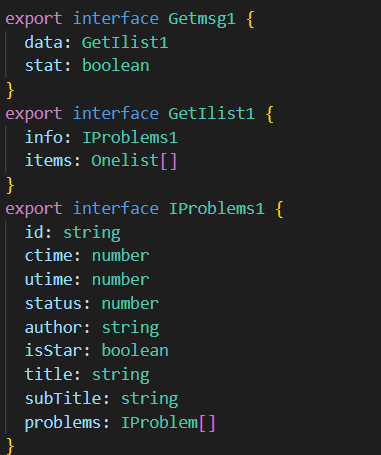 export interface Getmsg1 {
  data: GetIlist1
  stat: boolean
}
export interface GetIlist1 {
  info: IProblems1
  items: Onelist[]
}
export interface IProblems1 {
  id: string
  ctime: number
  utime: number
  status: number
  author: string
  isStar: boolean
  title: string
  subTitle: string
  problems: IProblem[]
}